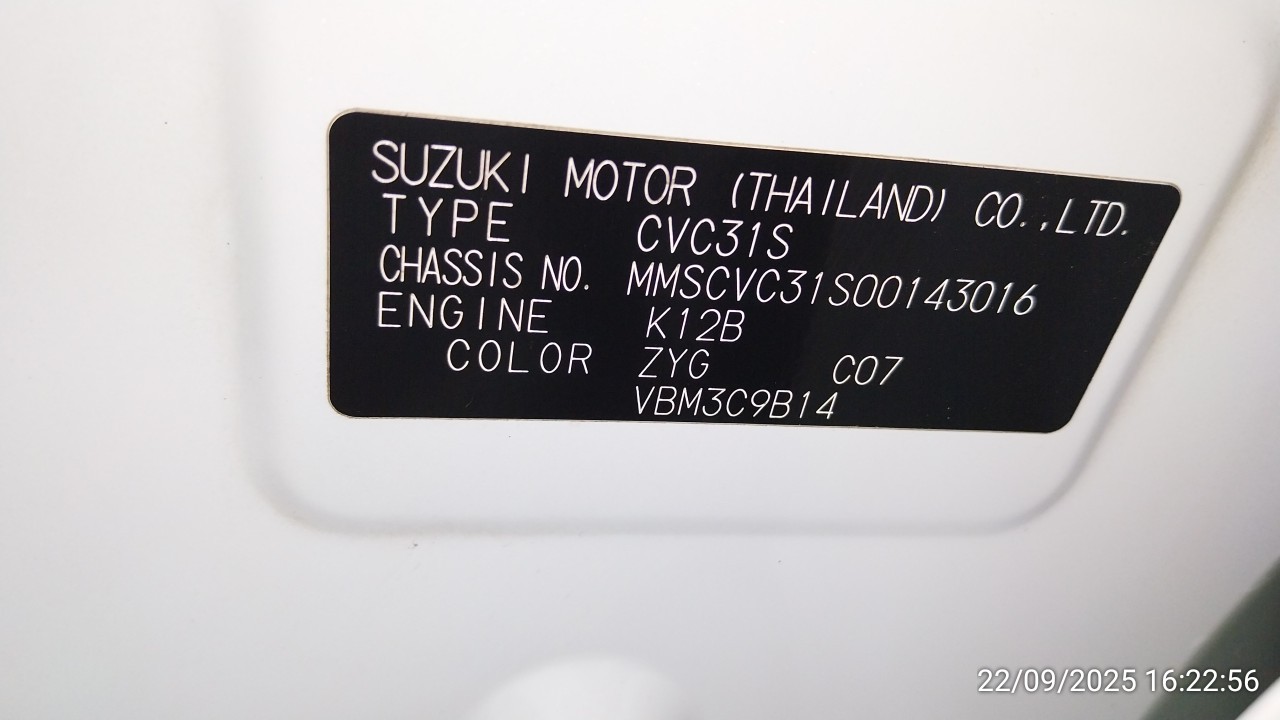 SUZUKI MOTOR (THAILAND) CO.,LTD.
TYPE CVC31S
CHASSIS NO. MMSCVC31S00143016
ENGINE K12B
COLOR ZYG C07
VBM3C9B14
22/09/2025 16:22:56